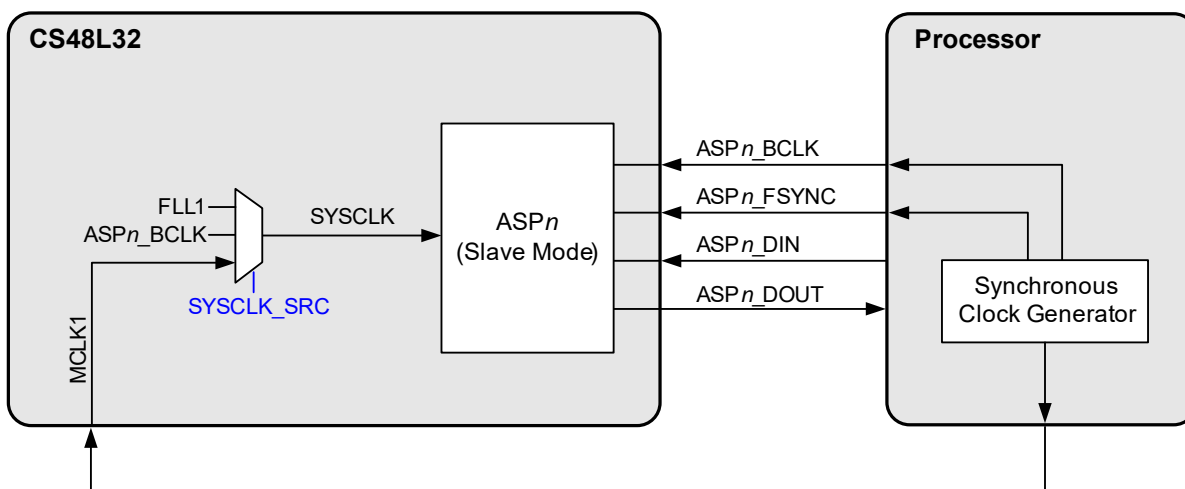 CS48L32
Processor
ASPn_BCLK
FLL1
ASPn_FSYNC
SYSCLK
ASPn_BCLK
ASPn
(Slave Mode)
ASPn_DIN
SYSCLK_SRC
ASPn_DOUT
Synchronous
Clock Generator
MCLK1